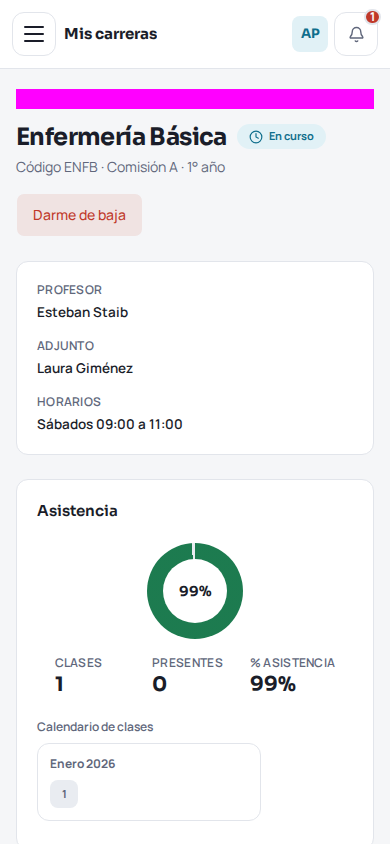 Mis carreras
AP
1
Enfermería Básica
En curso
Código ENFB · Comisión A · 1° año
Darme de baja
PROFESOR
Esteban Staib
ADJUNTO
Laura Giménez
HORARIOS
Sábados 09:00 a 11:00
Asistencia
99%
CLASES PRESENTES % ASISTENCIA
1 0 99%
Calendario de clases
Enero 2026
1